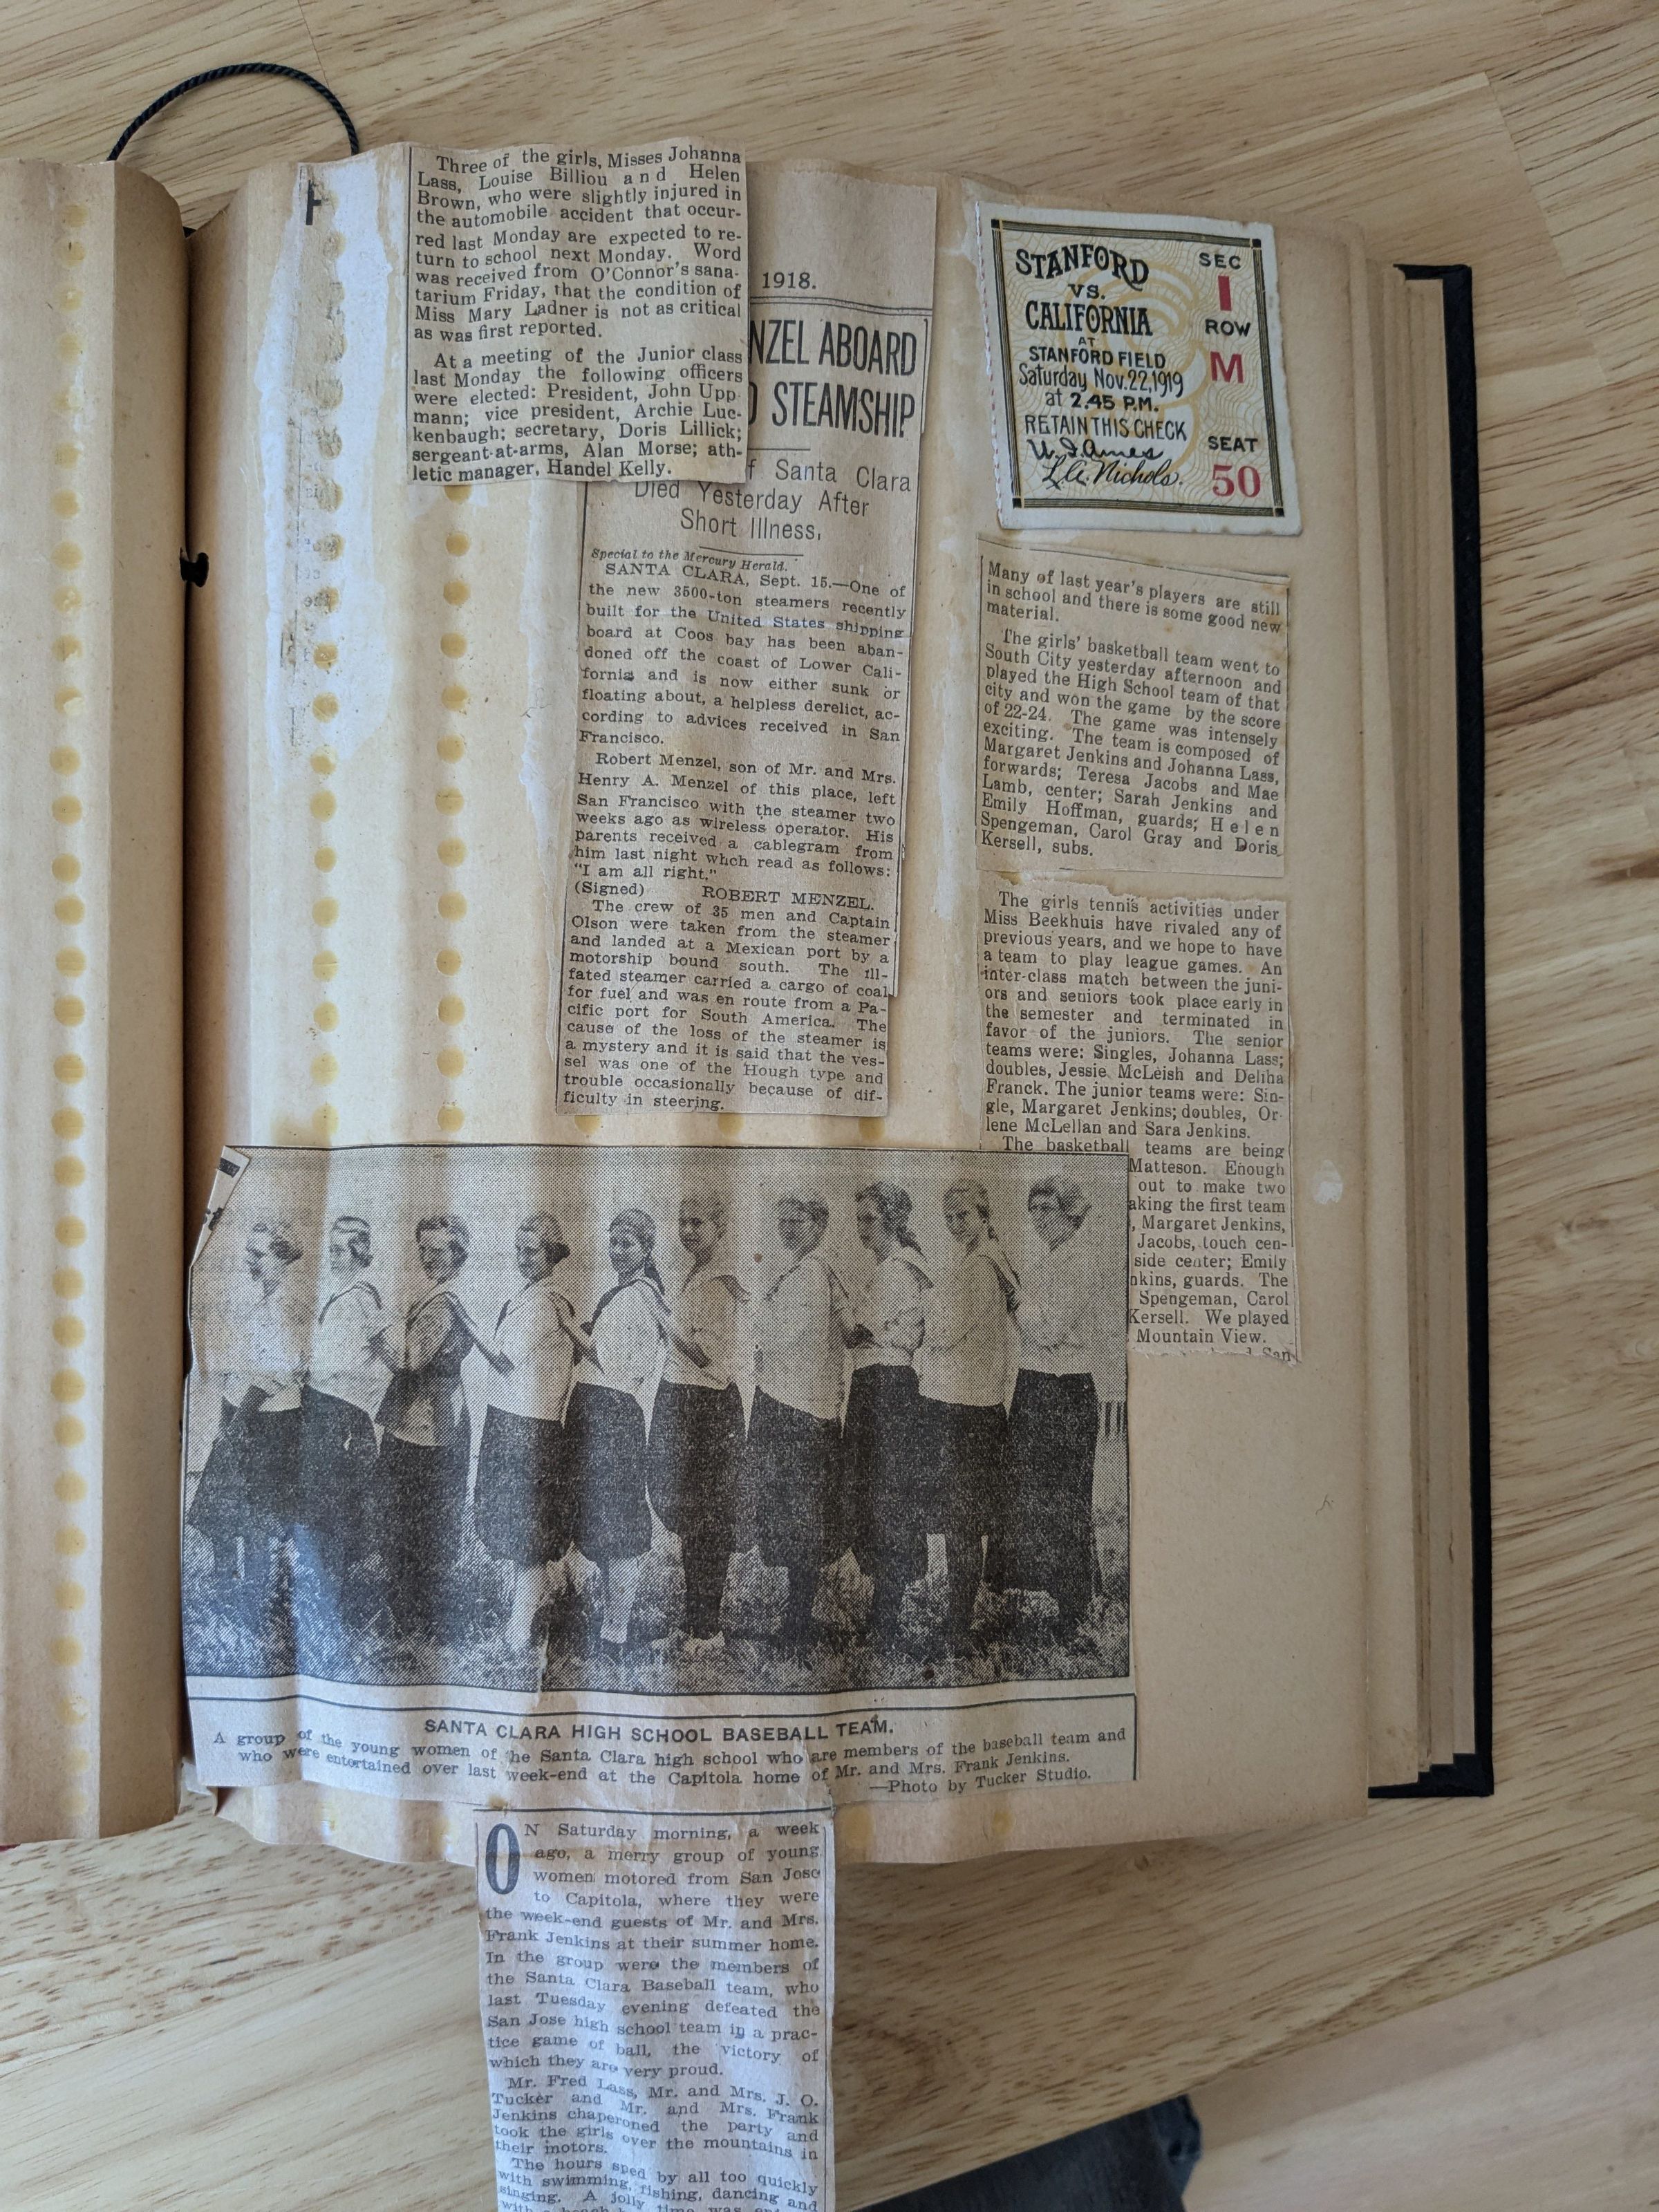 Three of the girls, Misses Johanna
Lass, Louise Billiou and Helen
Brown, who were slightly injured in
the automobile accident that occur-
red last Monday are expected to re-
turn to school next Monday. Word
was received from O'Connor's sana-
tarium Friday, that the condition of
Miss Mary Ladner is not as critical
as was first reported.
At a meeting of the Junior class
last Monday the following officers
were elected: President, John Upp
mann; vice president, Archie Luc-
kenbaugh; secretary, Doris Lillick;
sergeant-at-arms, Alan Morse; ath-
letic manager, Handel Kelly.
1918.
NZEL ABOARD
STEAMSHIP
f Santa Clara
Died Yesterday After
Short Illness,
Special to the Mercury Herald.
SANTA CLARA, Sept. 15.—One of
the new 3500-ton steamers recently
built for the United States shipping
board at Coos bay has been aban-
doned off the coast of Lower Cali-
fornia and is now either sunk or
floating about, a helpless derelict, ac-
cording to advices received in San
Francisco.
Robert Menzel, son of Mr. and Mrs.
Henry A. Menzel of this place, left
San Francisco with the steamer two
weeks ago as wireless operator. His
parents received a cablegram from
him last night whch read as follows:
"I am all right."
(Signed) ROBERT MENZEL.
The crew of 35 men and Captain
Olson were taken from the steamer
and landed at a Mexican port by a
motorship bound south. The ill-
fated steamer carried a cargo of coal
for fuel and was en route from a Pa-
cific port for South America. The
cause of the loss of the steamer is
a mystery and it is said that the ves-
sel was one of the Hough type and
trouble occasionally because of dif-
ficulty in steering.
STANFORD
VS.
CALIFORNIA
AT
STANFORD FIELD
Saturday Nov. 22, 1919
at 2.45 P.M.
RETAIN THIS CHECK
W. F. Ames
L. A. Nichols.
SEC
I
ROW
M
SEAT
50
Many of last year's players are still
in school and there is some good new
material.
The girls' basketball team went to
South City yesterday afternoon and
played the High School team of that
city and won the game by the score
of 22-24. The game was intensely
exciting. The team is composed of
Margaret Jenkins and Johanna Lass,
forwards; Teresa Jacobs and Mae
Lamb, center; Sarah Jenkins and
Emily Hoffman, guards; Helen
Spengeman, Carol Gray and Doris
Kersell, subs.
The girls tennis activities under
Miss Beekhuis have rivaled any of
previous years, and we hope to have
a team to play league games. An
inter-class match between the juni-
ors and seniors took place early in
the semester and terminated in
favor of the juniors. The senior
teams were: Singles, Johanna Lass;
doubles, Jessie McLeish and Deliha
Franck. The junior teams were: Sin-
gle, Margaret Jenkins; doubles, Or-
lene McLellan and Sara Jenkins.
The basketball teams are being
Matteson. Enough
out to make two
aking the first team
, Margaret Jenkins,
Jacobs, touch cen-
side center; Emily
nkins, guards. The
Spengeman, Carol
Kersell. We played
Mountain View.
San
SANTA CLARA HIGH SCHOOL BASEBALL TEAM.
A group of the young women of he Santa Clara high school who are members of the baseball team and
who were entertained over last week-end at the Capitola home of Mr. and Mrs. Frank Jenkins.
—Photo by Tucker Studio.
ON Saturday morning, a week
ago, a merry group of young
women motored from San Jose
to Capitola, where they were
the week-end guests of Mr. and Mrs.
Frank Jenkins at their summer home.
In the group were the members of
the Santa Clara Baseball team, who
last Tuesday evening defeated the
San Jose high school team in a prac-
tice game of ball, the victory of
which they are very proud.
Mr. Fred Lass, Mr. and Mrs. J. O.
Tucker and Mr. and Mrs. Frank
Jenkins chaperoned the party and
took the girls over the mountains in
their motors.
The hours sped by all too quickly
with swimming, fishing, dancing and
singing. A jolly time was